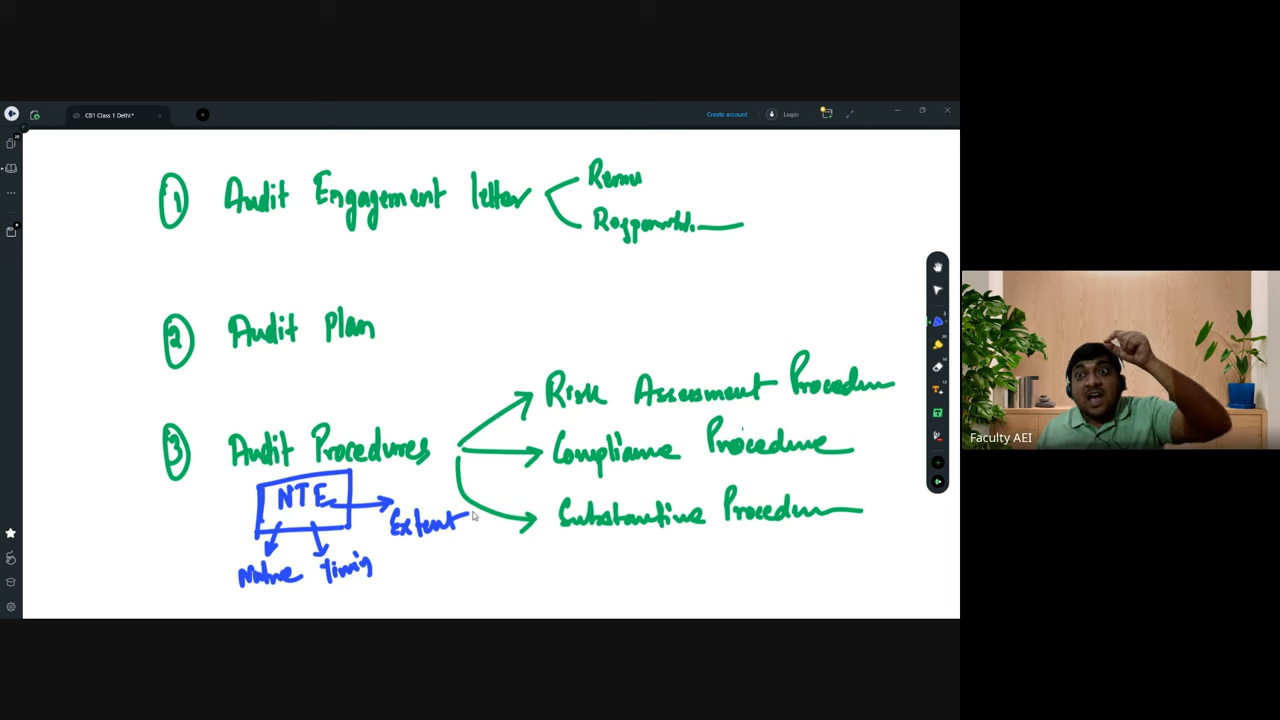 CB1 Class 1 Delhi*
Create account
Login
① Audit Engagement letter
② Audit Plan
Risk Assessment Procedure
③ Audit Procedures
Compliance Procedure
NTE
Extent
Substantive Procedure
Nature timing
Faculty AEI